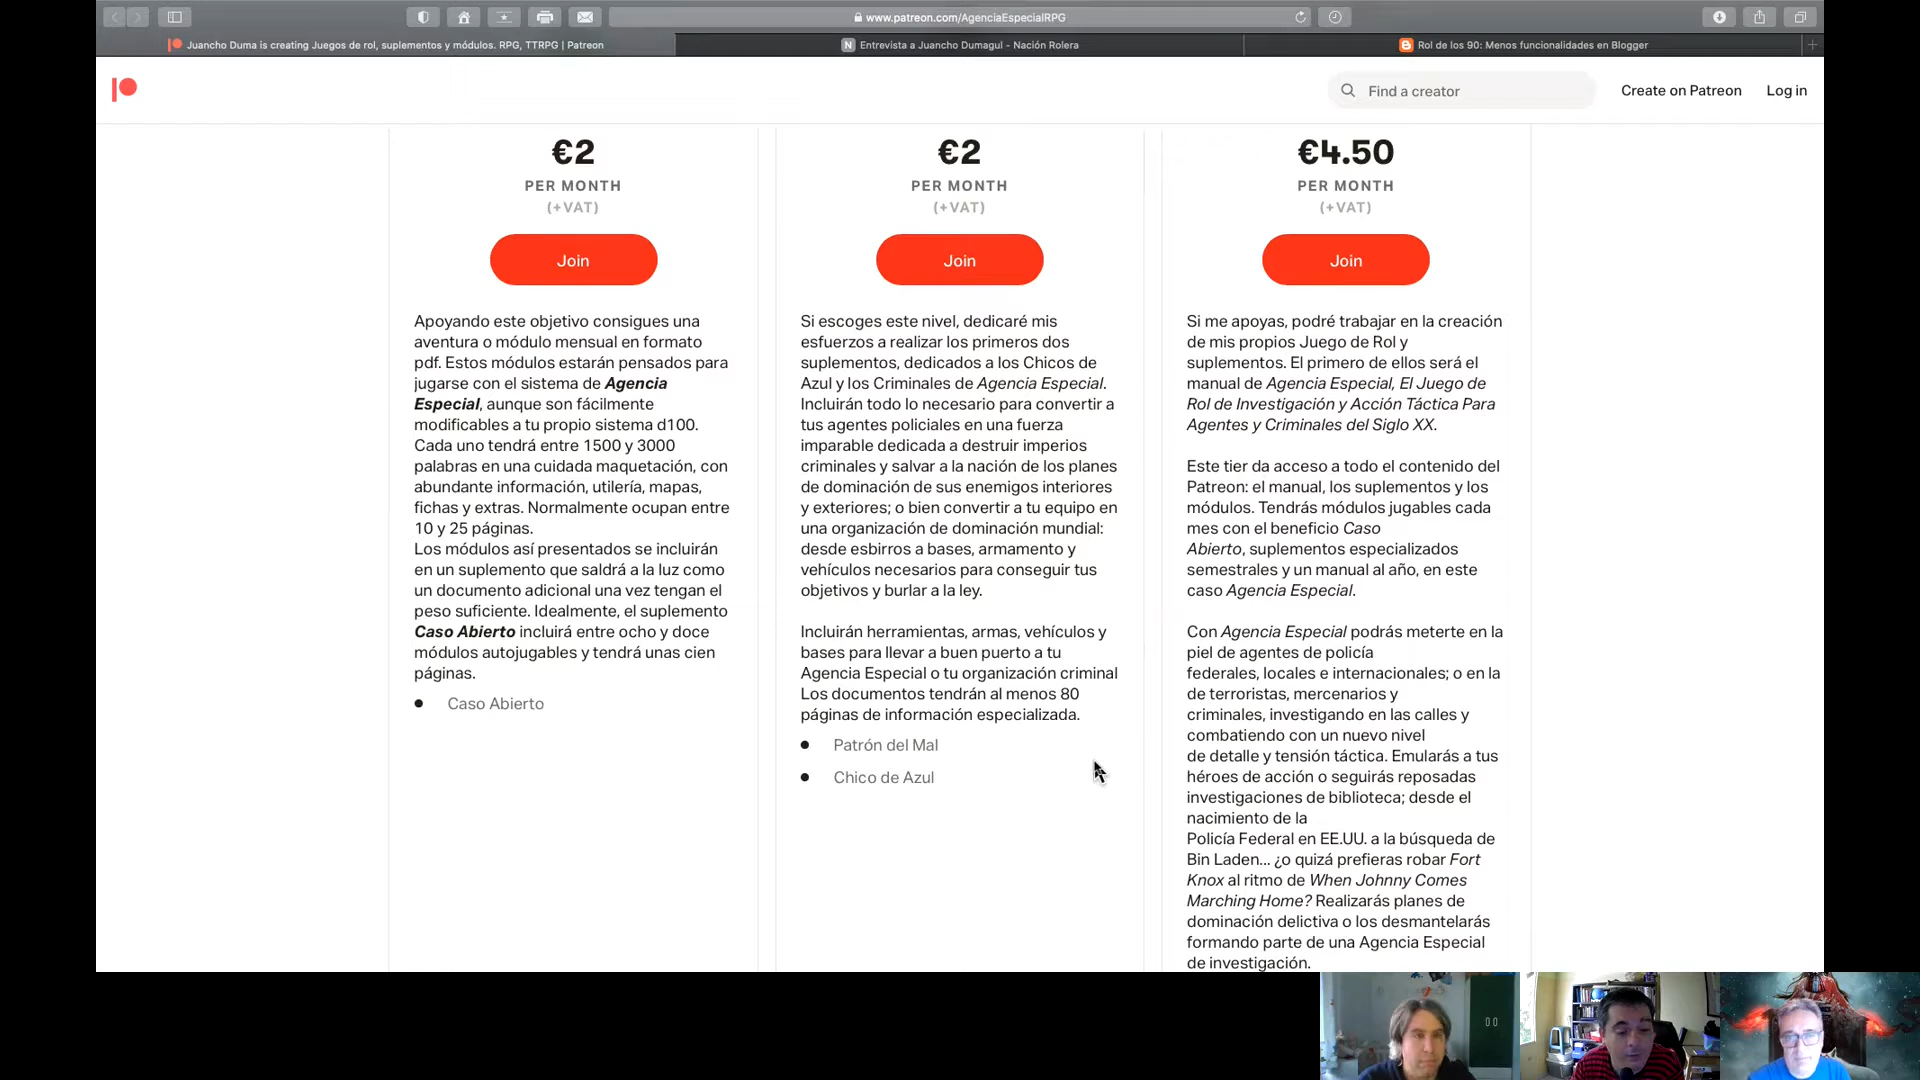 www.patreon.com/AgenciaEspecialRPG
Juancho Duma is creating Juegos de rol, suplementos y módulos. RPG, TTRPG | Patreon
N Entrevista a Juancho Dumagul - Nación Rolera
Rol de los 90: Menos funcionalidades en Blogger
Find a creator
Create on Patreon
Log in
€2
PER MONTH
(+VAT)
Join
Apoyando este objetivo consigues una
aventura o módulo mensual en formato
pdf. Estos módulos estarán pensados para
jugarse con el sistema de Agencia
Especial, aunque son fácilmente
modificables a tu propio sistema d100.
Cada uno tendrá entre 1500 y 3000
palabras en una cuidada maquetación, con
abundante información, utilería, mapas,
fichas y extras. Normalmente ocupan entre
10 y 25 páginas.
Los módulos así presentados se incluirán
en un suplemento que saldrá a la luz como
un documento adicional una vez tengan el
peso suficiente. Idealmente, el suplemento
Caso Abierto incluirá entre ocho y doce
módulos autojugables y tendrá unas cien
páginas.
• Caso Abierto
€2
PER MONTH
(+VAT)
Join
Si escoges este nivel, dedicaré mis
esfuerzos a realizar los primeros dos
suplementos, dedicados a los Chicos de
Azul y los Criminales de Agencia Especial.
Incluirán todo lo necesario para convertir a
tus agentes policiales en una fuerza
imparable dedicada a destruir imperios
criminales y salvar a la nación de los planes
de dominación de sus enemigos interiores
y exteriores; o bien convertir a tu equipo en
una organización de dominación mundial:
desde esbirros a bases, armamento y
vehículos necesarios para conseguir tus
objetivos y burlar a la ley.
Incluirán herramientas, armas, vehículos y
bases para llevar a buen puerto a tu
Agencia Especial o tu organización criminal
Los documentos tendrán al menos 80
páginas de información especializada.
• Patrón del Mal
• Chico de Azul
€4.50
PER MONTH
(+VAT)
Join
Si me apoyas, podré trabajar en la creación
de mis propios Juego de Rol y
suplementos. El primero de ellos será el
manual de Agencia Especial, El Juego de
Rol de Investigación y Acción Táctica Para
Agentes y Criminales del Siglo XX.
Este tier da acceso a todo el contenido del
Patreon: el manual, los suplementos y los
módulos. Tendrás módulos jugables cada
mes con el beneficio Caso
Abierto, suplementos especializados
semestrales y un manual al año, en este
caso Agencia Especial.
Con Agencia Especial podrás meterte en la
piel de agentes de policía
federales, locales e internacionales; o en la
de terroristas, mercenarios y
criminales, investigando en las calles y
combatiendo con un nuevo nivel
de detalle y tensión táctica. Emularás a tus
héroes de acción o seguirás reposadas
investigaciones de biblioteca; desde el
nacimiento de la
Policía Federal en EE.UU. a la búsqueda de
Bin Laden... ¿o quizá prefieras robar Fort
Knox al ritmo de When Johnny Comes
Marching Home? Realizarás planes de
dominación delictiva o los desmantelarás
formando parte de una Agencia Especial
de investigación.